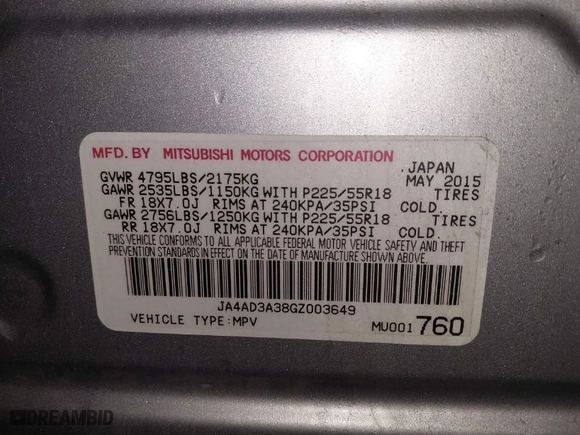 MFD. BY MITSUBISHI MOTORS CORPORATION
JAPAN
GVWR 4795LBS/2175KG MAY 2015
GAWR 2535LBS/1150KG WITH P225/55R18 TIRES
FR 18X7.0J RIMS AT 240KPA/35PSI COLD.
GAWR 2756LBS/1250KG WITH P225/55R18 TIRES
RR 18X7.0J RIMS AT 240KPA/35PSI COLD.
THIS VEHICLE CONFORMS TO ALL APPLICABLE FEDERAL MOTOR VEHICLE SAFETY AND THEFT
PREVENTION STANDARDS IN EFFECT ON THE DATE OF MANUFACTURE SHOWN ABOVE.
JA4AD3A38GZ003649
VEHICLE TYPE:MPV MU001 760
DREAMBID